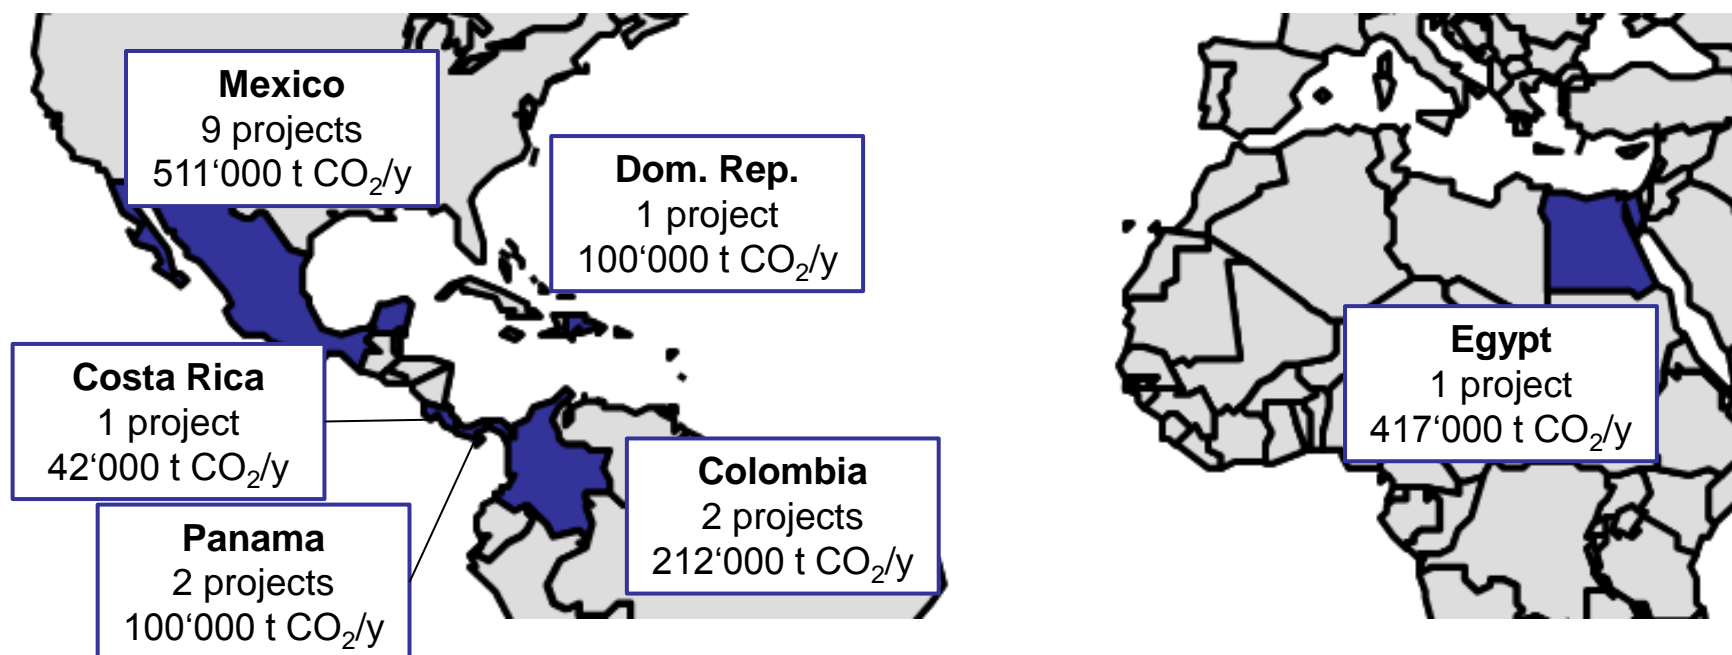 Mexico
9 projects
511‘000 t CO₂/y
Dom. Rep.
1 project
100‘000 t CO₂/y
Costa Rica
1 project
42‘000 t CO₂/y
Panama
2 projects
100‘000 t CO₂/y
Colombia
2 projects
212‘000 t CO₂/y
Egypt
1 project
417‘000 t CO₂/y